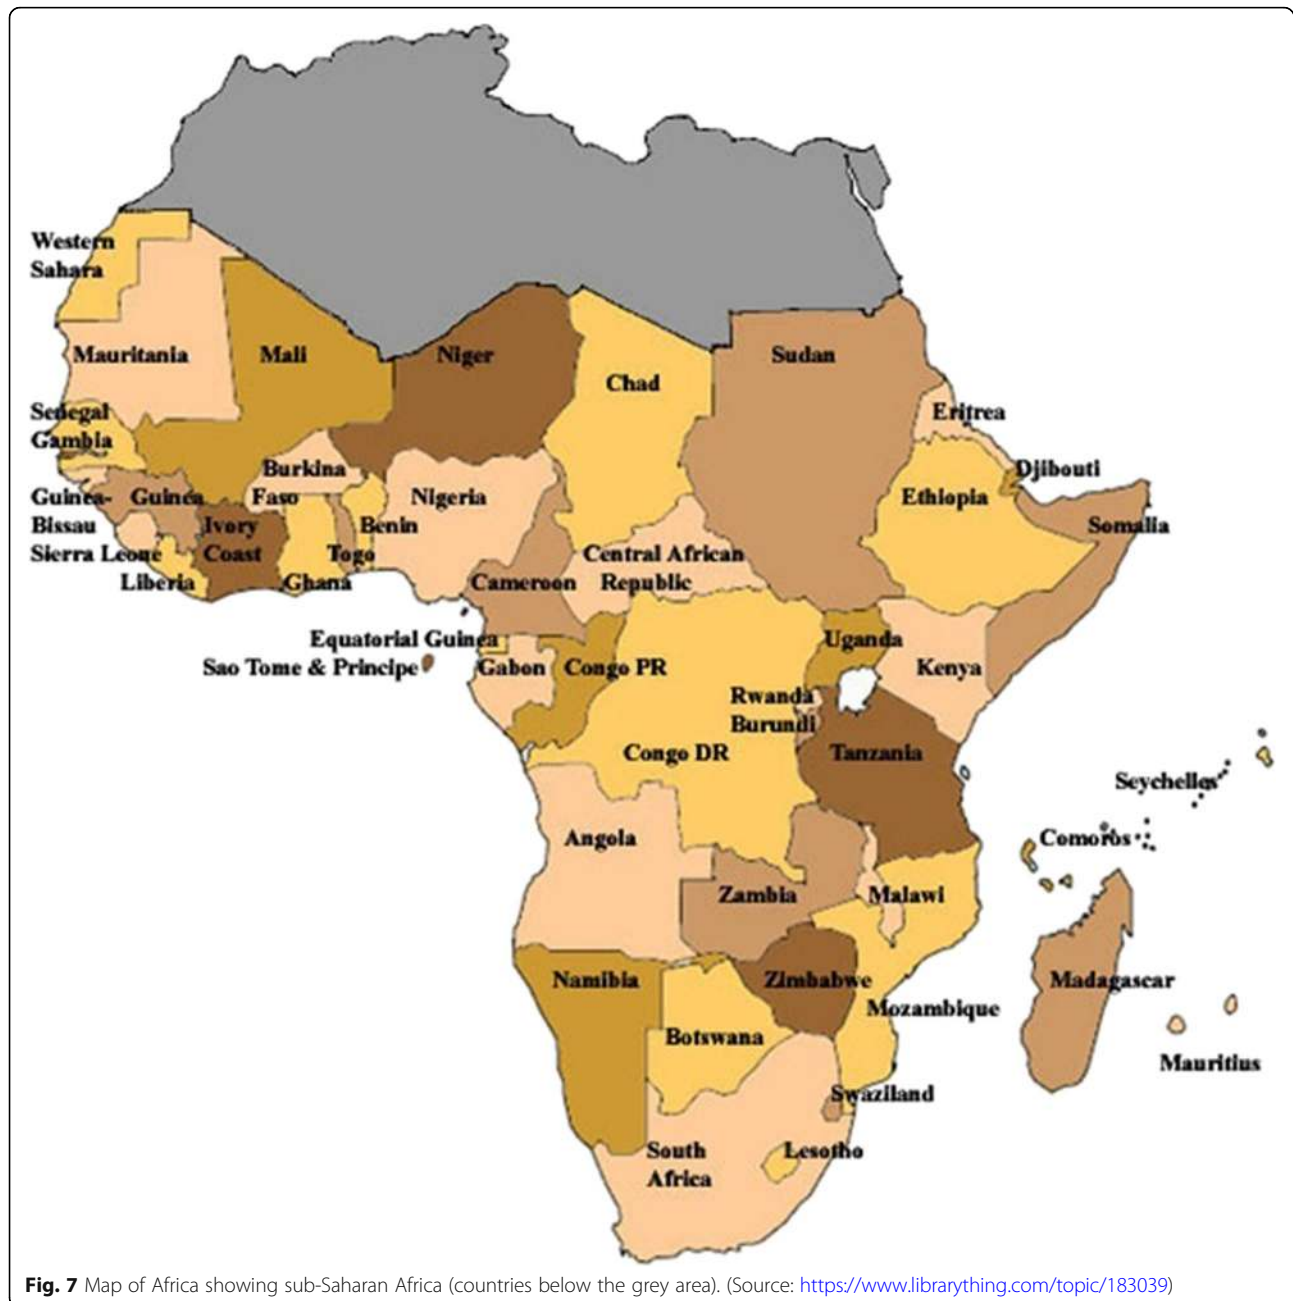 Western
Sahara
Mauritania
Mali
Niger
Chad
Sudan
Eritrea
Senegal
Gambia
Djibouti
Burkina
Faso
Guinea-
Bissau
Guinea
Nigeria
Ethiopia
Somalia
Ivory
Coast
Benin
Togo
Sierra Leone
Liberia
Ghana
Cameroon
Central African
Republic
Equatorial Guinea
Sao Tome & Principe
Gabon
Congo PR
Uganda
Kenya
Rwanda
Burundi
Congo DR
Tanzania
Seychelles
Comoros
Angola
Zambia
Malawi
Namibia
Zimbabwe
Madagascar
Mozambique
Botswana
Mauritius
Swaziland
South
Africa
Lesotho
Fig. 7 Map of Africa showing sub-Saharan Africa (countries below the grey area). (Source: https://www.librarything.com/topic/183039)